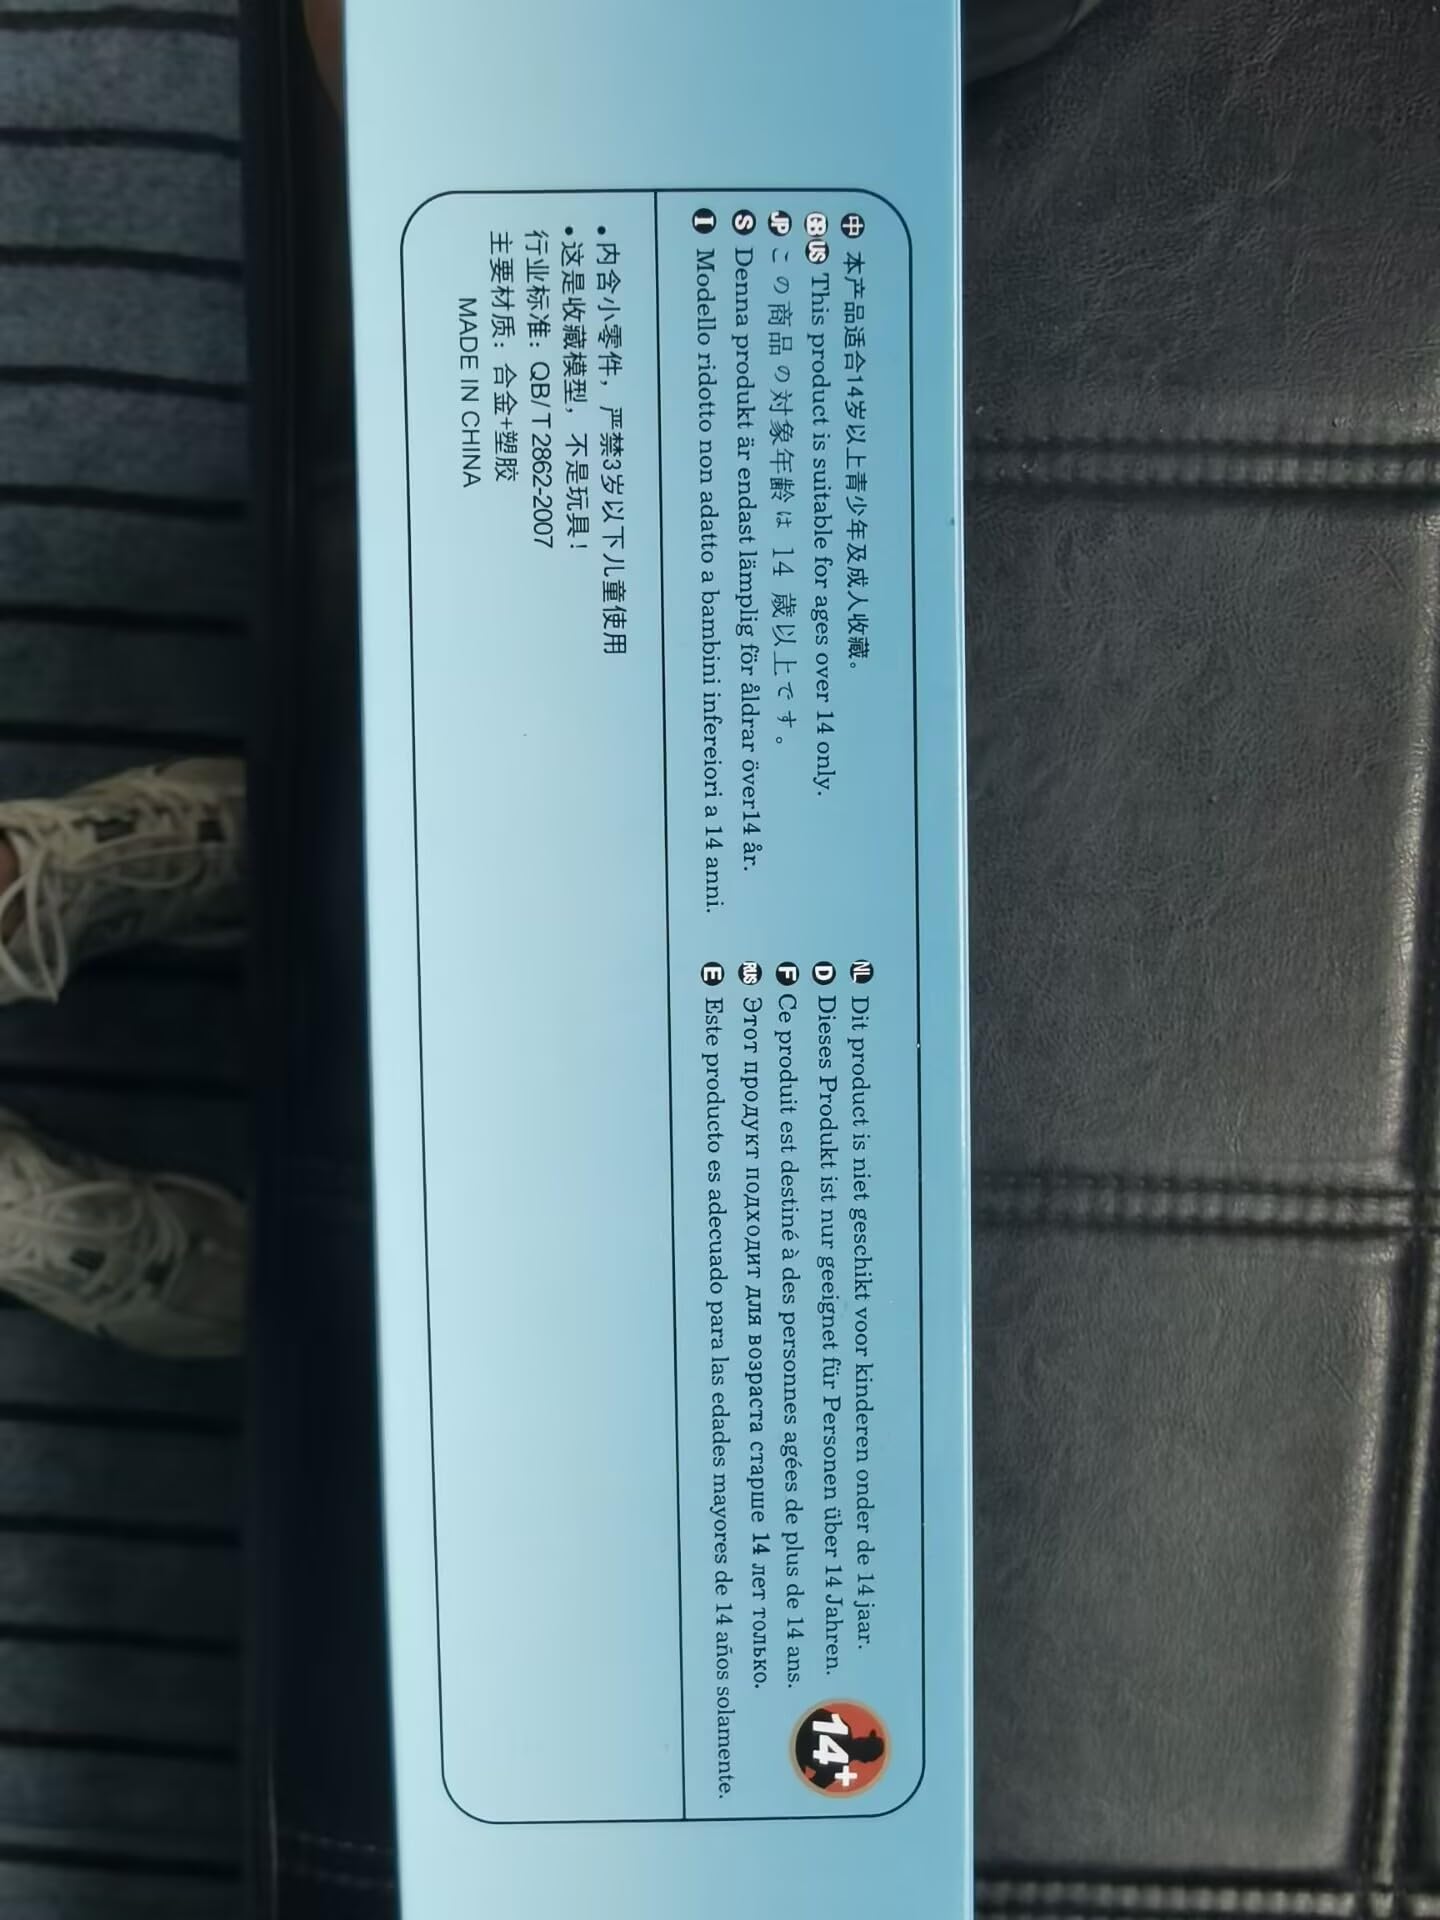 中 本产品适合14岁以上青少年及成人收藏。
GB US This product is suitable for ages over 14 only.
JP この商品の対象年齢は 14 歳以上です。
S Denna produkt är endast lämplig för åldrar över14 år.
I Modello ridotto non adatto a bambini infereiori a 14 anni.
NL Dit product is niet geschikt voor kinderen onder de 14 jaar.
D Dieses Produkt ist nur geeignet für Personen über 14 Jahren.
F Ce produit est destiné à des personnes agées de plus de 14 ans.
RUS Этот продукт подходит для возраста старше 14 лет только.
E Este producto es adecuado para las edades mayores de 14 años solamente.
14+
•内含小零件，严禁3岁以下儿童使用
•这是收藏模型，不是玩具！
行业标准：QB/T 2862-2007
主要材质：合金+塑胶
MADE IN CHINA